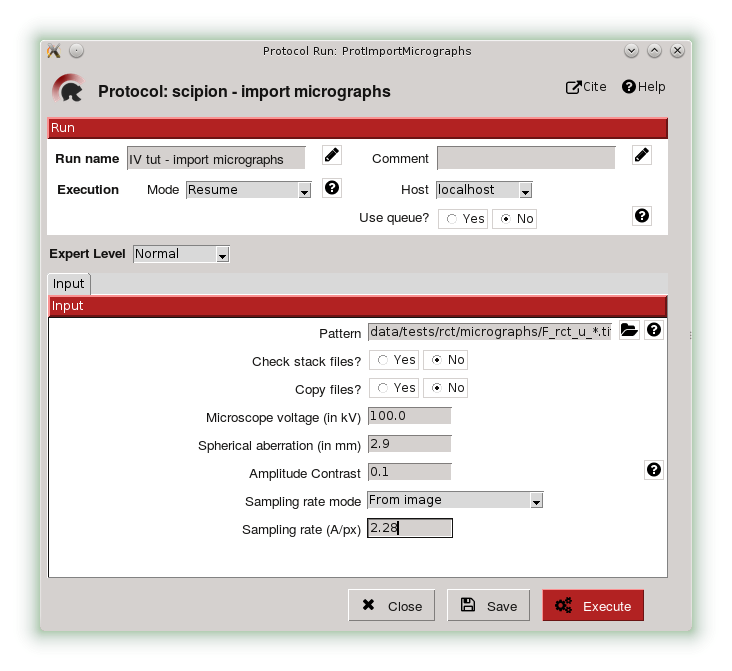 Protocol Run: ProtImportMicrographs
Protocol: scipion - import micrographs
Cite Help
Run
Run name IV tut - import micrographs Comment
Execution Mode Resume Host localhost
Use queue? Yes No
Expert Level Normal
Input
Input
Pattern data/tests/rct/micrographs/F_rct_u_*.ti
Check stack files? Yes No
Copy files? Yes No
Microscope voltage (in kV) 100.0
Spherical aberration (in mm) 2.9
Amplitude Contrast 0.1
Sampling rate mode From image
Sampling rate (A/px) 2.28
Close Save Execute